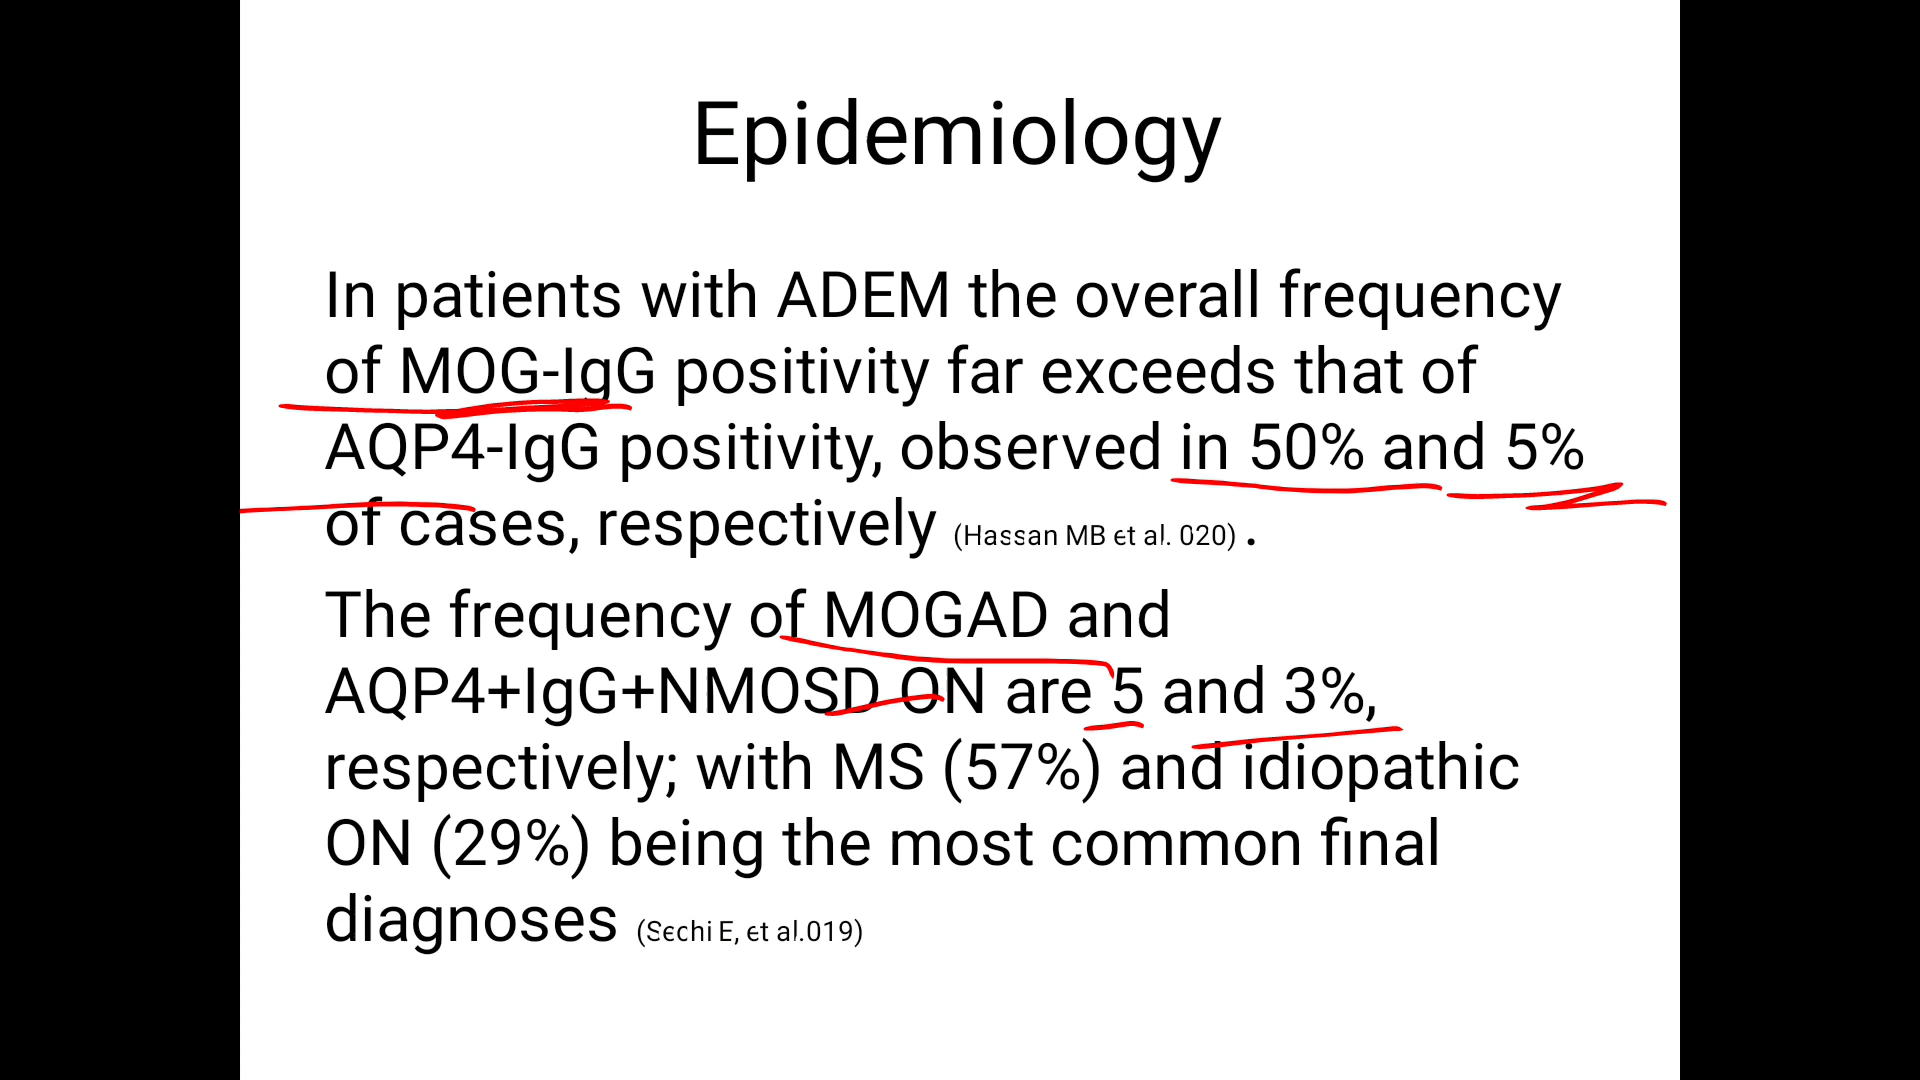 Epidemiology
In patients with ADEM the overall frequency
of MOG-IgG positivity far exceeds that of
AQP4-IgG positivity, observed in 50% and 5%
of cases, respectively (Hassan MB et al. 020) .
The frequency of MOGAD and
AQP4+IgG+NMOSD ON are 5 and 3%,
respectively; with MS (57%) and idiopathic
ON (29%) being the most common final
diagnoses (Sechi E, et al.019)